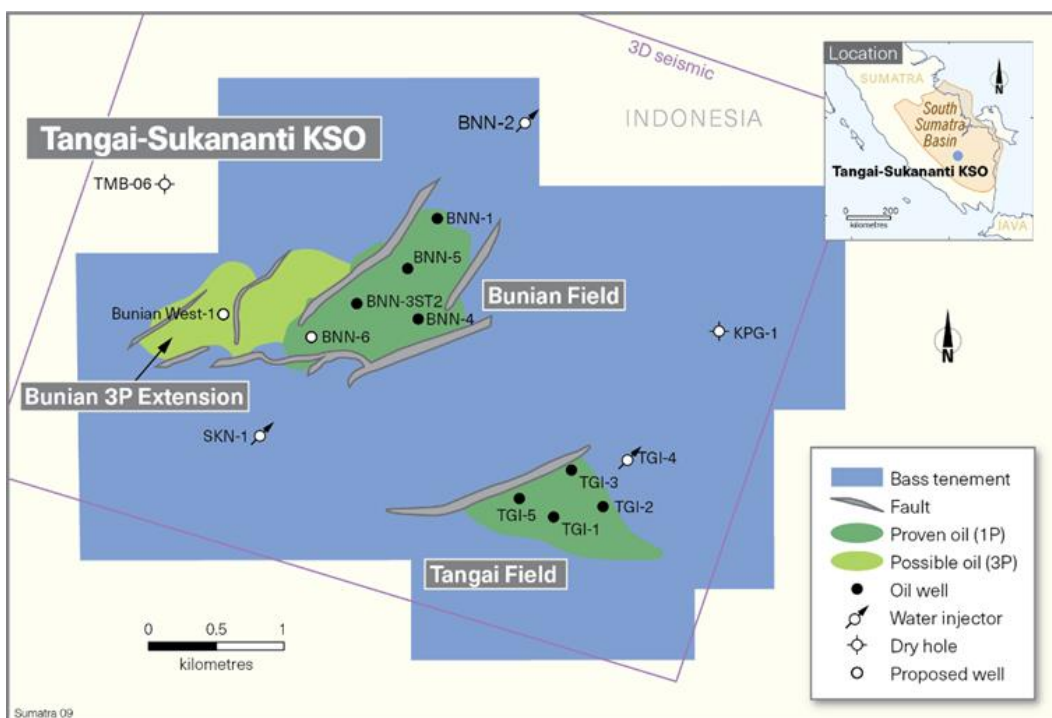 3D seismic
INDONESIA
Tangai-Sukananti KSO
BNN-2
TMB-06
BNN-1
BNN-5
Bunian Field
BNN-3ST2
Bunian West-1
BNN-4
BNN-6
KPG-1
Bunian 3P Extension
SKN-1
TGI-4
TGI-3
TGI-5
TGI-2
TGI-1
Tangai Field
0 0.5 1
kilometres
Sumatra 09
Location
SUMATRA
N
South
Sumatra
Basin
Tangai-Sukananti KSO
0 200
kilometres
JAVA
N
Bass tenement
Fault
Proven oil (1P)
Possible oil (3P)
Oil well
Water injector
Dry hole
Proposed well